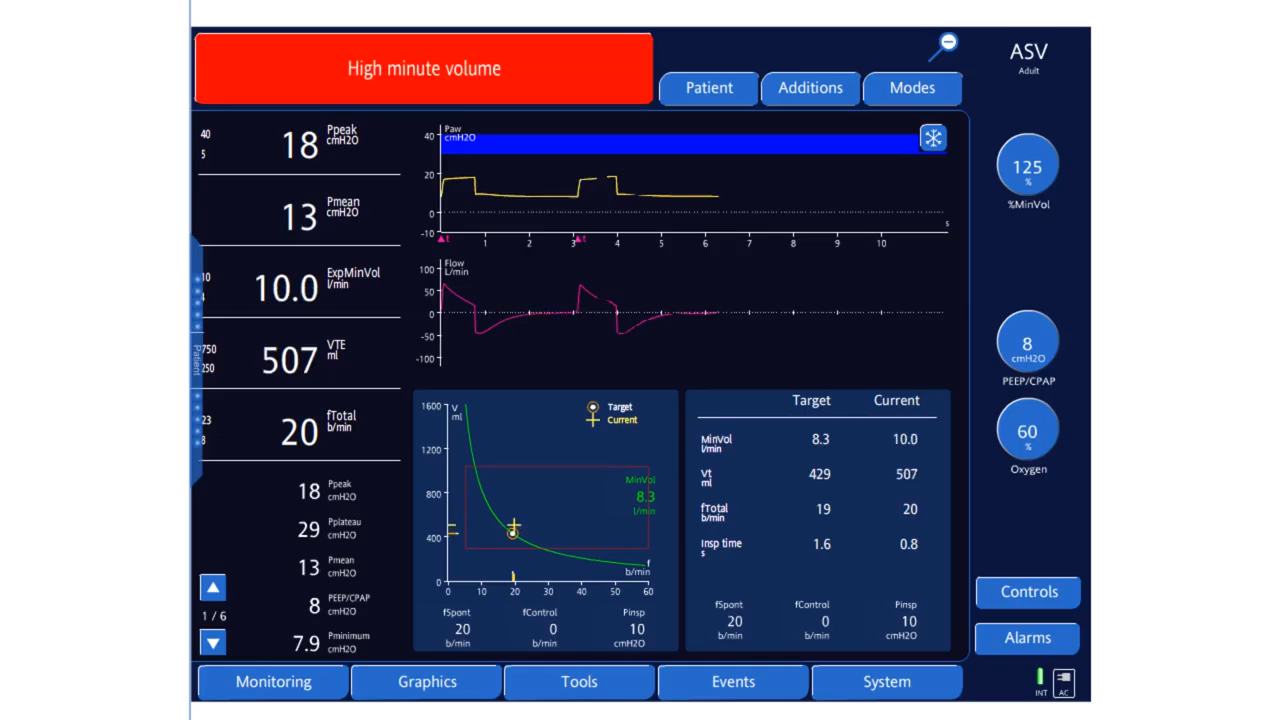 High minute volume
Patient
Additions
Modes
ASV
Adult
40
5
18
Ppeak
cmH2O
13
Pmean
cmH2O
10
10.0
ExpMinVol
l/min
750
250
507
VTE
ml
23
8
20
fTotal
b/min
Patient
18
Ppeak
cmH2O
29
Pplateau
cmH2O
13
Pmean
cmH2O
8
PEEP/CPAP
cmH2O
7.9
Pminimum
cmH2O
1 / 6
Paw
cmH2O
40
20
0
-10
s
t
t
1 2 3 4 5 6 7 8 9 10
Flow
L/min
100
50
0
-50
-100
1600
1200
800
400
0
V
ml
Target
Current
MinVol
8.3
l/min
f
b/min
0 10 20 30 40 50 60
fSpont fControl Pinsp
20 0 10
b/min b/min cmH2O
Target Current
MinVol
l/min
8.3 10.0
Vt
ml
429 507
fTotal
b/min
19 20
Insp time
s
1.6 0.8
fSpont fControl Pinsp
20 0 10
b/min b/min cmH2O
125
%
%MinVol
8
cmH2O
PEEP/CPAP
60
%
Oxygen
Controls
Alarms
Monitoring
Graphics
Tools
Events
System
INT
AC